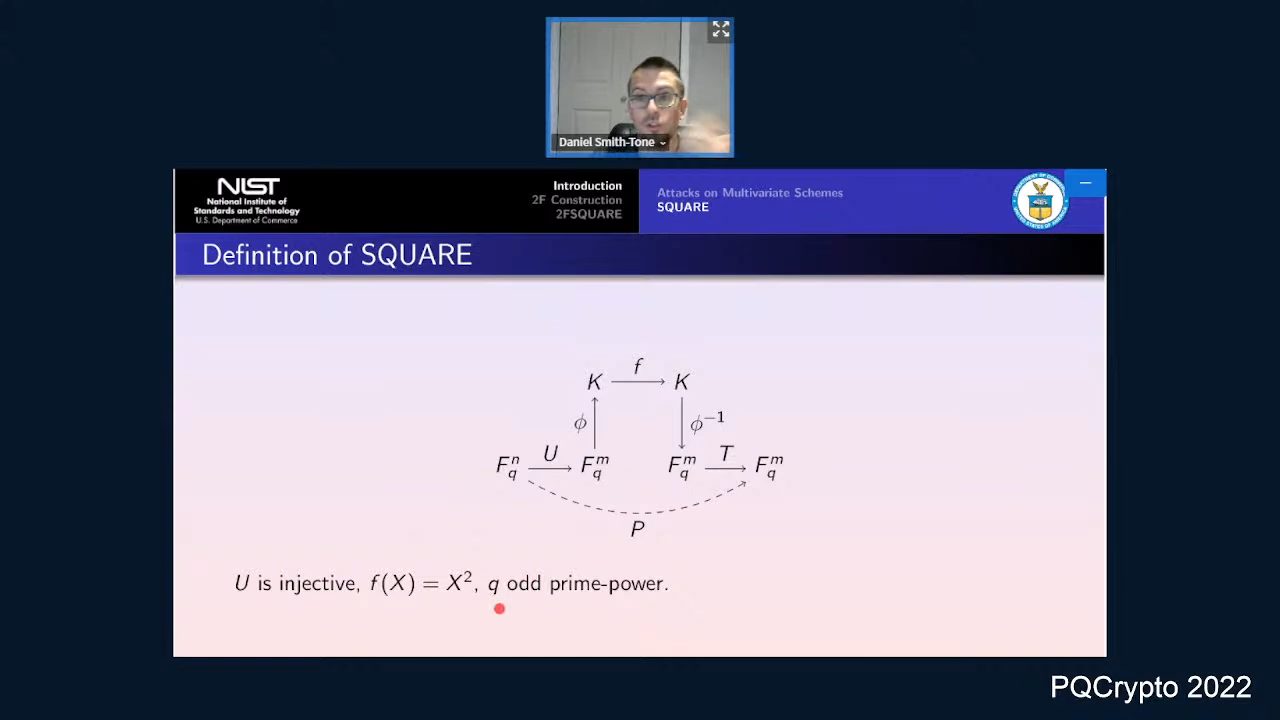 Daniel Smith-Tone
NIST
National Institute of
Standards and Technology
U.S. Department of Commerce
Introduction
2F Construction
2FSQUARE
Attacks on Multivariate Schemes
SQUARE
Definition of SQUARE
K f K
ϕ ϕ⁻¹
F_q^n U F_q^m F_q^m T F_q^m
P
U is injective, f(X) = X², q odd prime-power.
PQCrypto 2022